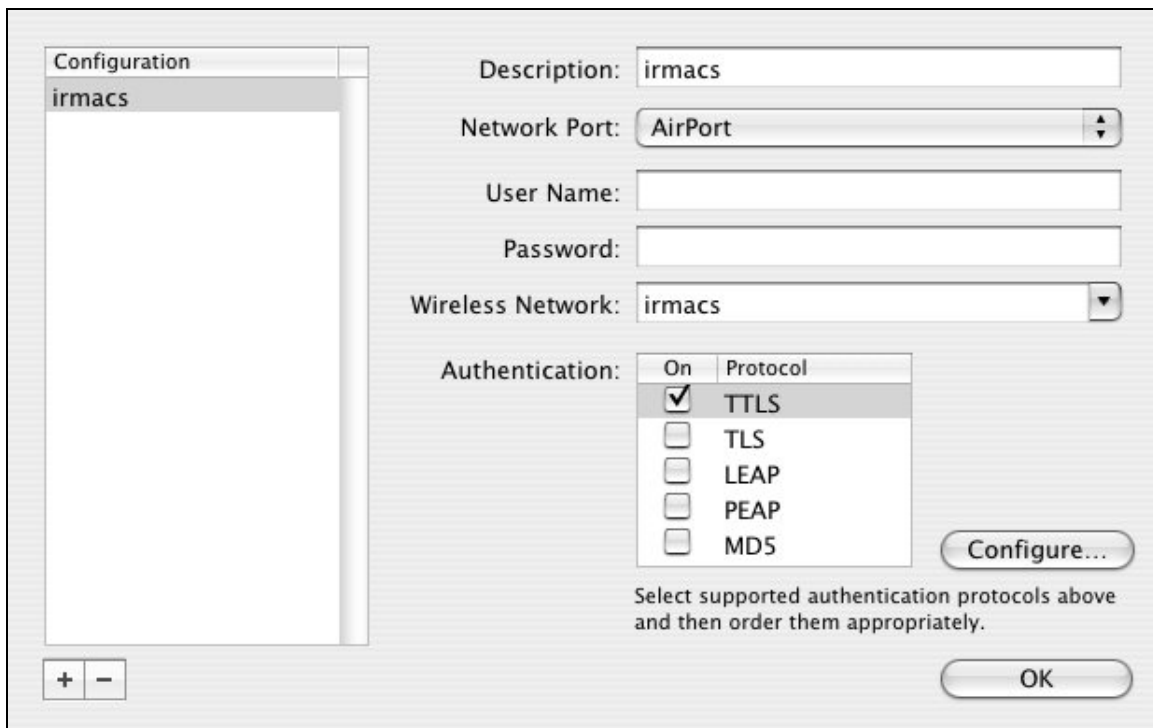 Configuration
irmacs
Description: irmacs
Network Port: AirPort
User Name:
Password:
Wireless Network: irmacs
Authentication:
On Protocol
TTLS
TLS
LEAP
PEAP
MD5
Configure...
Select supported authentication protocols above
and then order them appropriately.
+ −
OK